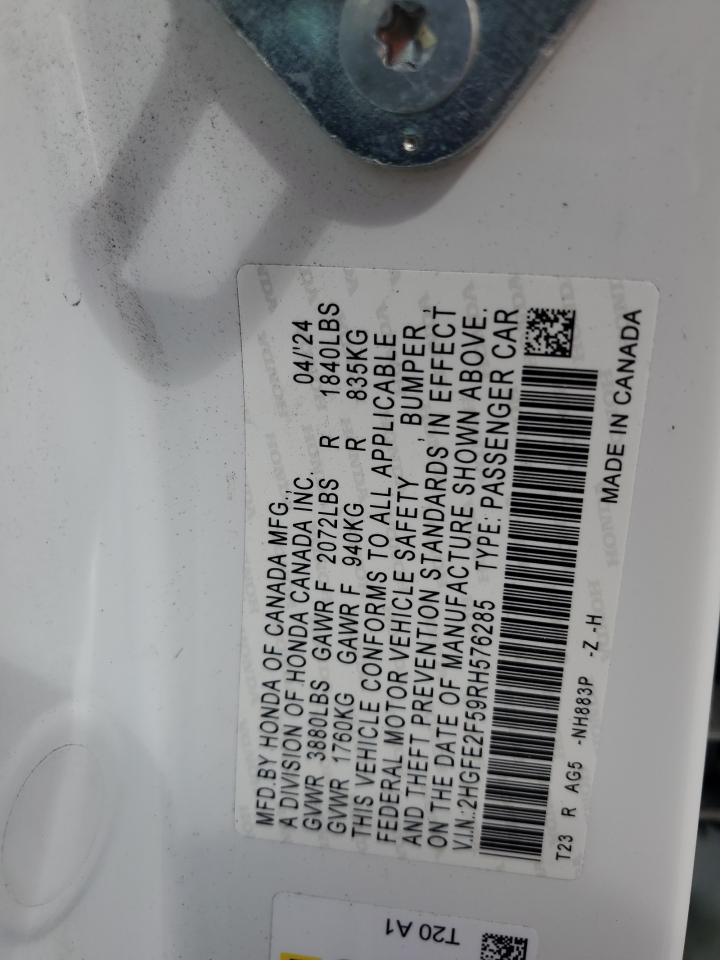 MFD.BY HONDA OF CANADA MFG.,
A DIVISION OF HONDA CANADA INC. 04/'24
GVWR 3880LBS GAWR F 2072LBS R 1840LBS
GVWR 1760KG GAWR F 940KG R 835KG
THIS VEHICLE CONFORMS TO ALL APPLICABLE
FEDERAL MOTOR VEHICLE SAFETY , BUMPER ,
AND THEFT PREVENTION STANDARDS IN EFFECT
ON THE DATE OF MANUFACTURE SHOWN ABOVE.
V.I.N.:2HGFE2F59RH576285 TYPE: PASSENGER CAR
T23 R AG5 -NH883P -Z -H
MADE IN CANADA
HONDA
T20 A1